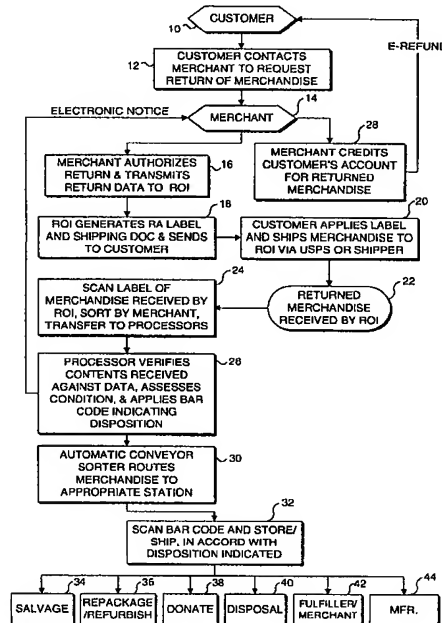 CUSTOMER
10
E-REFUND
12
CUSTOMER CONTACTS
MERCHANT TO REQUEST
RETURN OF MERCHANDISE
ELECTRONIC NOTICE
14
MERCHANT
28
MERCHANT CREDITS
CUSTOMER'S ACCOUNT
FOR RETURNED
MERCHANDISE
MERCHANT AUTHORIZES
RETURN & TRANSMITS
RETURN DATA TO ROI
16
18
ROI GENERATES RA LABEL
AND SHIPPING DOC & SENDS
TO CUSTOMER
20
CUSTOMER APPLIES LABEL
AND SHIPS MERCHANDISE TO
ROI VIA USPS OR SHIPPER
24
SCAN LABEL OF
MERCHANDISE RECEIVED BY
ROI, SORT BY MERCHANT,
TRANSFER TO PROCESSORS
22
RETURNED
MERCHANDISE
RECEIVED BY ROI
26
PROCESSOR VERIFIES
CONTENTS RECEIVED
AGAINST DATA, ASSESSES
CONDITION, & APPLIES BAR
CODE INDICATING
DISPOSITION
30
AUTOMATIC CONVEYOR
SORTER ROUTES
MERCHANDISE TO
APPROPRIATE STATION
32
SCAN BAR CODE AND STORE/
SHIP, IN ACCORD WITH
DISPOSITION INDICATED
34 36 38 40 42 44
SALVAGE
REPACKAGE
/REFURBISH
DONATE
DISPOSAL
FULFILLER/
MERCHANT
MFR.